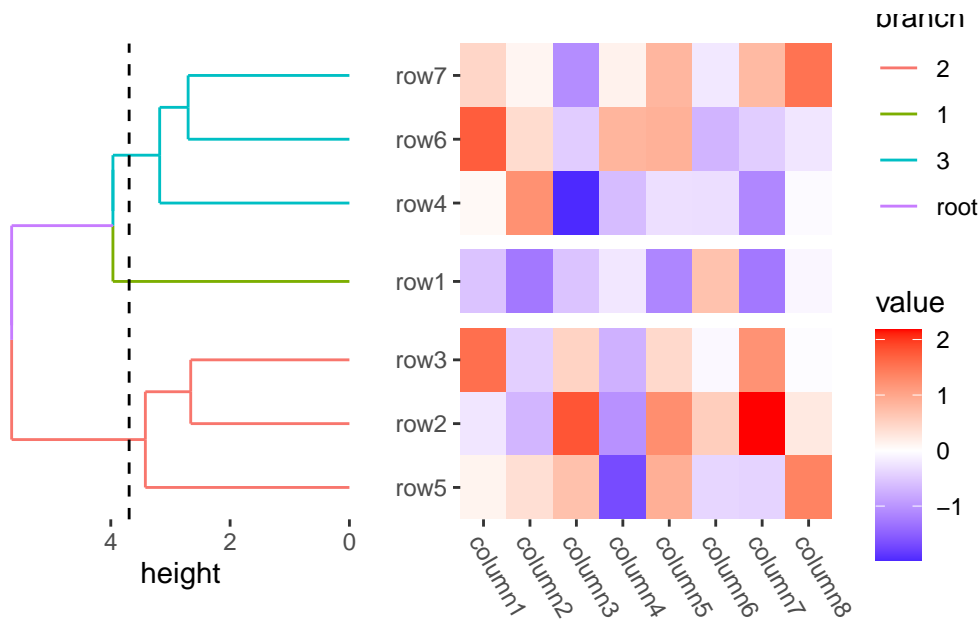 branch
2
1
3
root
row7
row6
row4
row1
row3
row2
row5
4
2
0
height
column1
column2
column3
column4
column5
column6
column7
column8
value
2
1
0
−1